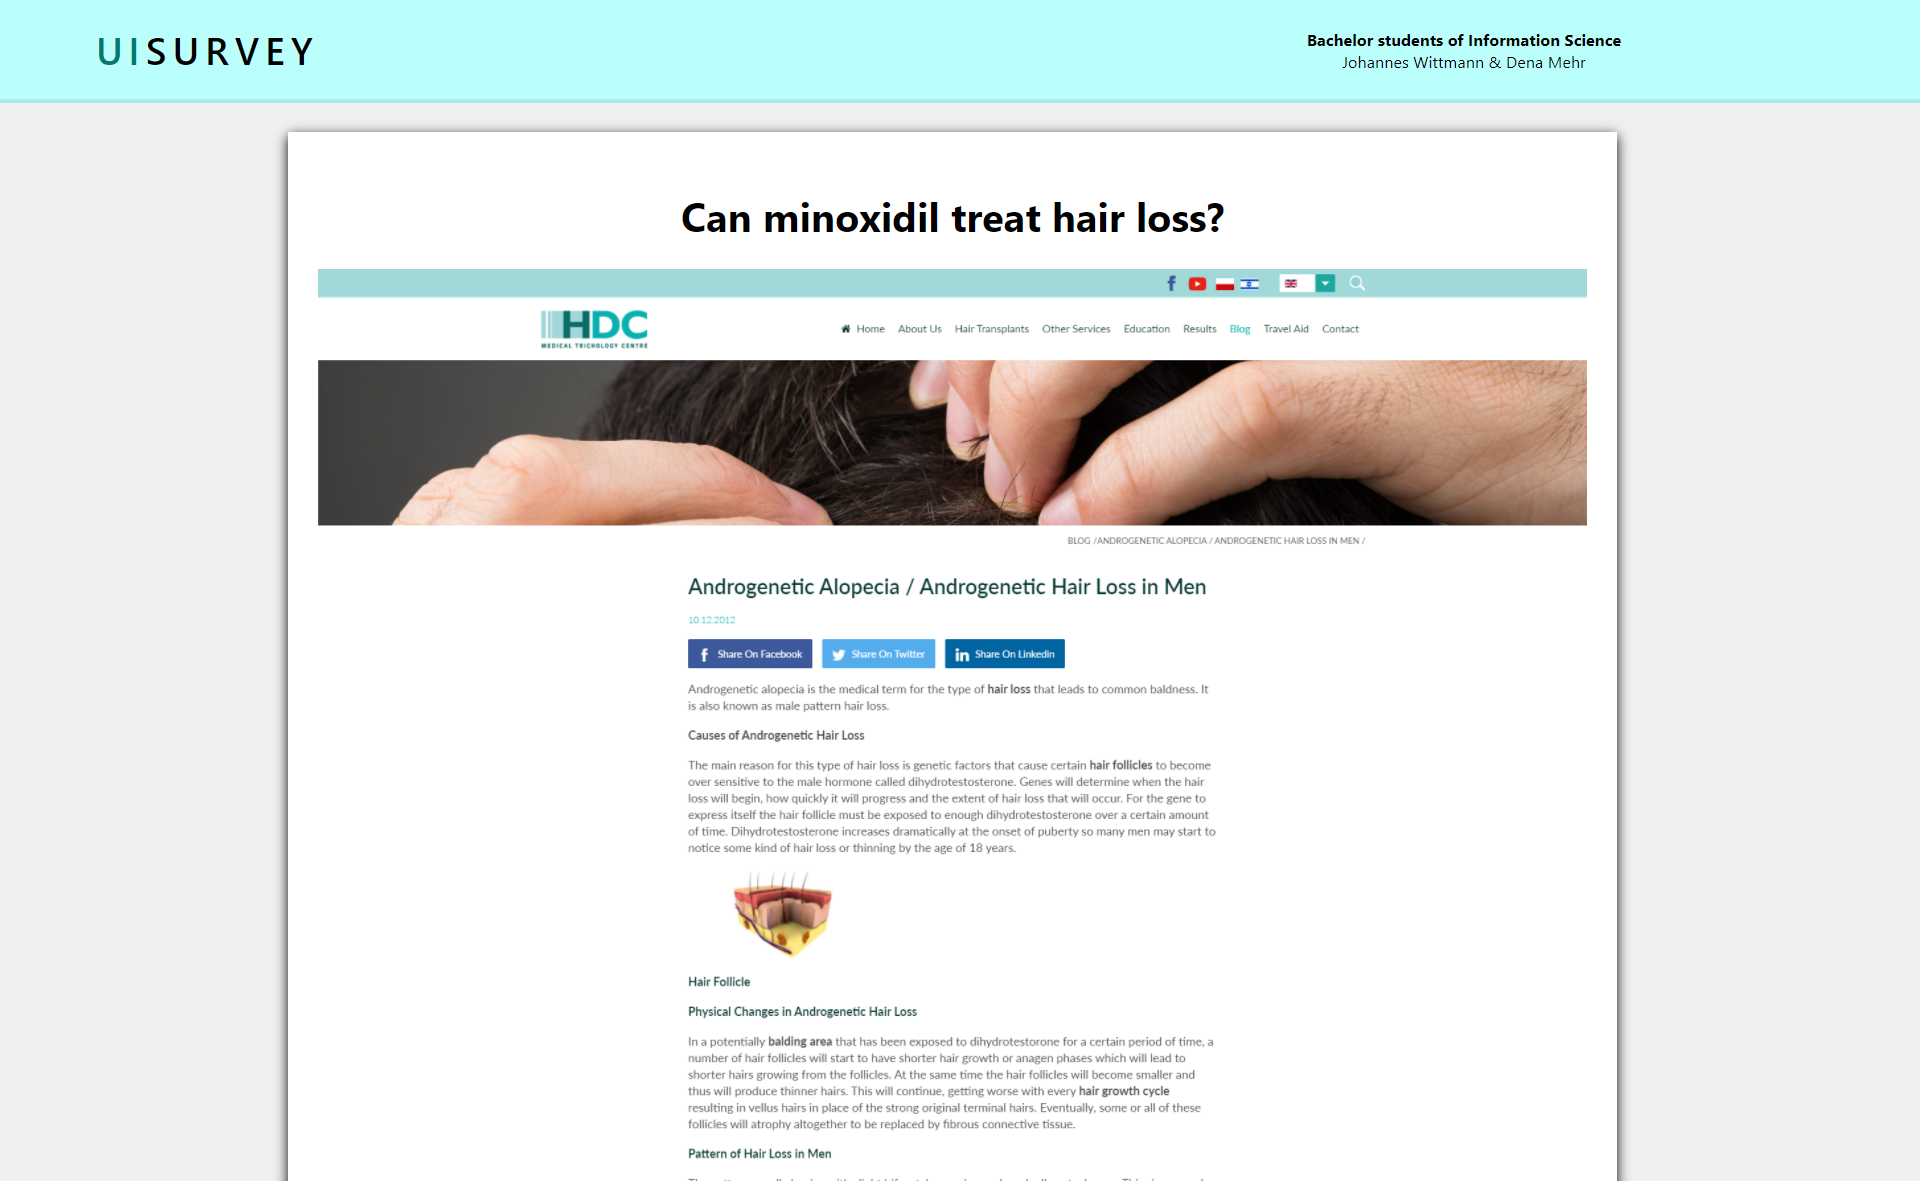 UISURVEY
Bachelor students of Information Science
Johannes Wittmann & Dena Mehr
Can minoxidil treat hair loss?
HDC
MEDICAL TRICHOLOGY CENTRE
Home About Us Hair Transplants Other Services Education Results Blog Travel Aid Contact
BLOG /ANDROGENETIC ALOPECIA / ANDROGENETIC HAIR LOSS IN MEN /
Androgenetic Alopecia / Androgenetic Hair Loss in Men
10.12.2012
Share On Facebook Share On Twitter Share On Linkedin
Androgenetic alopecia is the medical term for the type of hair loss that leads to common baldness. It
is also known as male pattern hair loss.
Causes of Androgenetic Hair Loss
The main reason for this type of hair loss is genetic factors that cause certain hair follicles to become
over sensitive to the male hormone called dihydrotestosterone. Genes will determine when the hair
loss will begin, how quickly it will progress and the extent of hair loss that will occur. For the gene to
express itself the hair follicle must be exposed to enough dihydrotestosterone over a certain amount
of time. Dihydrotestosterone increases dramatically at the onset of puberty so many men may start to
notice some kind of hair loss or thinning by the age of 18 years.
Hair Follicle
Physical Changes in Androgenetic Hair Loss
In a potentially balding area that has been exposed to dihydrotestorone for a certain period of time, a
number of hair follicles will start to have shorter hair growth or anagen phases which will lead to
shorter hairs growing from the follicles. At the same time the hair follicles will become smaller and
thus will produce thinner hairs. This will continue, getting worse with every hair growth cycle
resulting in vellus hairs in place of the strong original terminal hairs. Eventually, some or all of these
follicles will atrophy altogether to be replaced by fibrous connective tissue.
Pattern of Hair Loss in Men